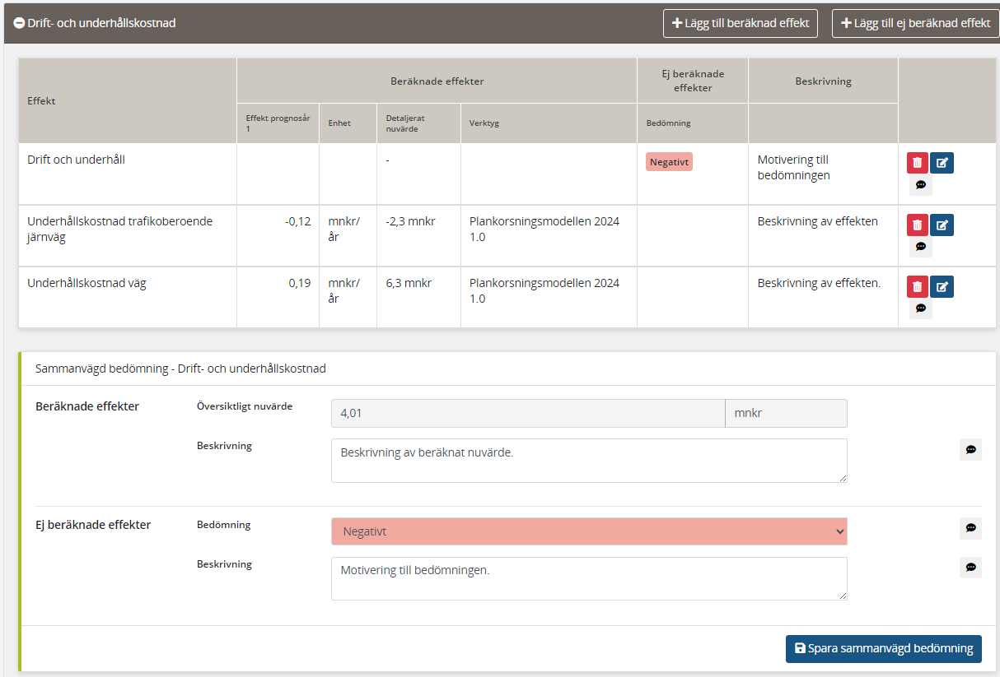 Drift- och underhållskostnad
Lägg till beräknad effekt
Lägg till ej beräknad effekt
Effekt
Beräknade effekter
Ej beräknade
effekter
Beskrivning
Effekt prognosår
1
Enhet
Detaljerat
nuvärde
Verktyg
Bedömning
Drift och underhåll
-
Negativt
Motivering till
bedömningen
Underhållskostnad trafikoberoende
järnväg
-0,12
mnkr/
år
-2,3 mnkr
Plankorsningsmodellen 2024
1.0
Beskrivning av effekten
Underhållskostnad väg
0,19
mnkr/
år
6,3 mnkr
Plankorsningsmodellen 2024
1.0
Beskrivning av effekten.
Sammanvägd bedömning - Drift- och underhållskostnad
Beräknade effekter
Översiktligt nuvärde
4,01
mnkr
Beskrivning
Beskrivning av beräknat nuvärde.
Ej beräknade effekter
Bedömning
Negativt
Beskrivning
Motivering till bedömningen.
Spara sammanvägd bedömning